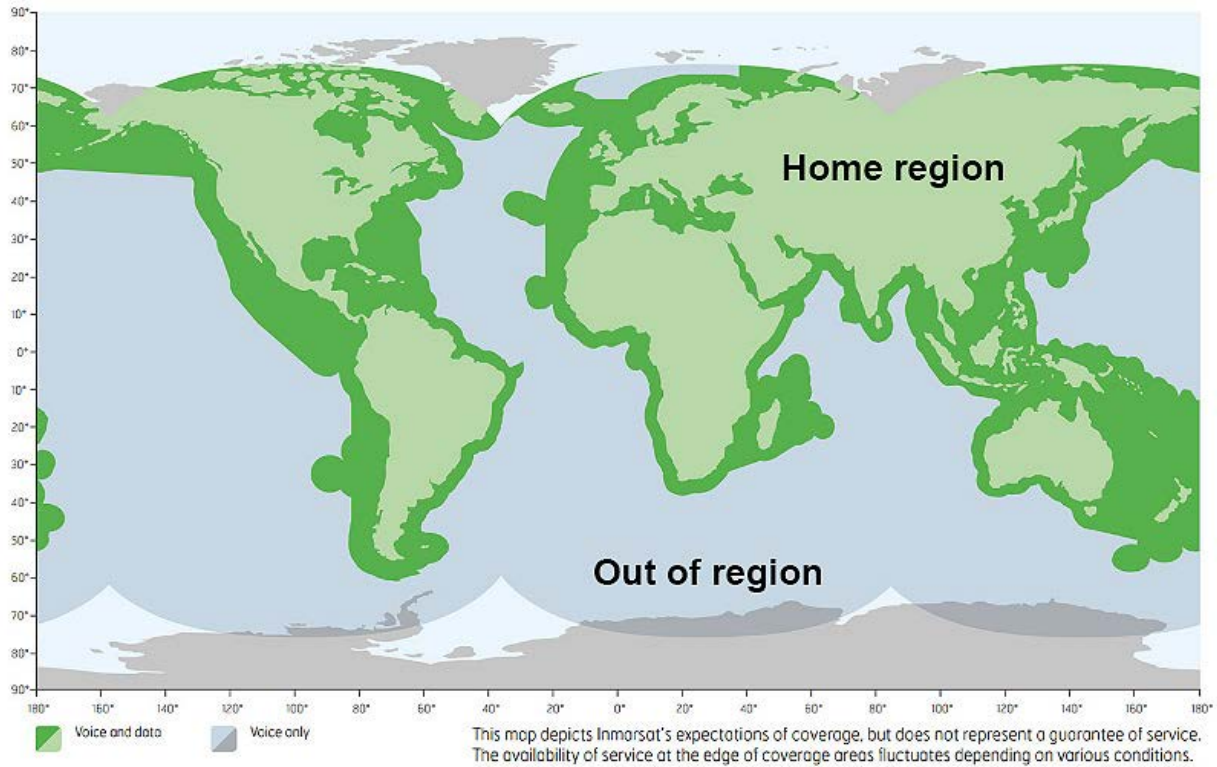 90°
80°
70°
60°
50°
40°
30°
20°
10°
0°
10°
20°
30°
40°
50°
60°
70°
80°
90°
Home region
Out of region
180° 160° 140° 120° 100° 80° 60° 40° 20° 0° 20° 40° 60° 80° 100° 120° 140° 160° 180°
Voice and data
Voice only
This map depicts Inmarsat's expectations of coverage, but does not represent a guarantee of service.
The availability of service at the edge of coverage areas fluctuates depending on various conditions.